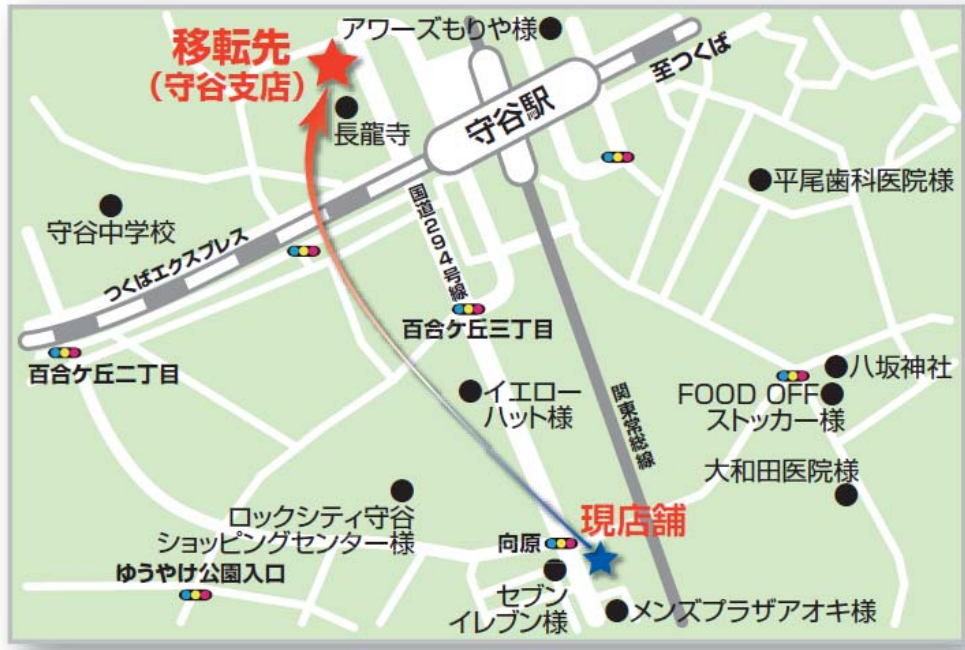 アワーズもりや様
移転先
(守谷支店)
至つくば
守谷駅
長龍寺
平尾歯科医院様
国道294号線
守谷中学校
つくばエクスプレス
百合ケ丘三丁目
百合ケ丘二丁目
八坂神社
イエロー
ハット様
FOOD OFF
ストッカー様
関東常総線
大和田医院様
ロックシティ守谷
ショッピングセンター様
現店舗
向原
ゆうやけ公園入口
セブン
イレブン様
メンズプラザアオキ様